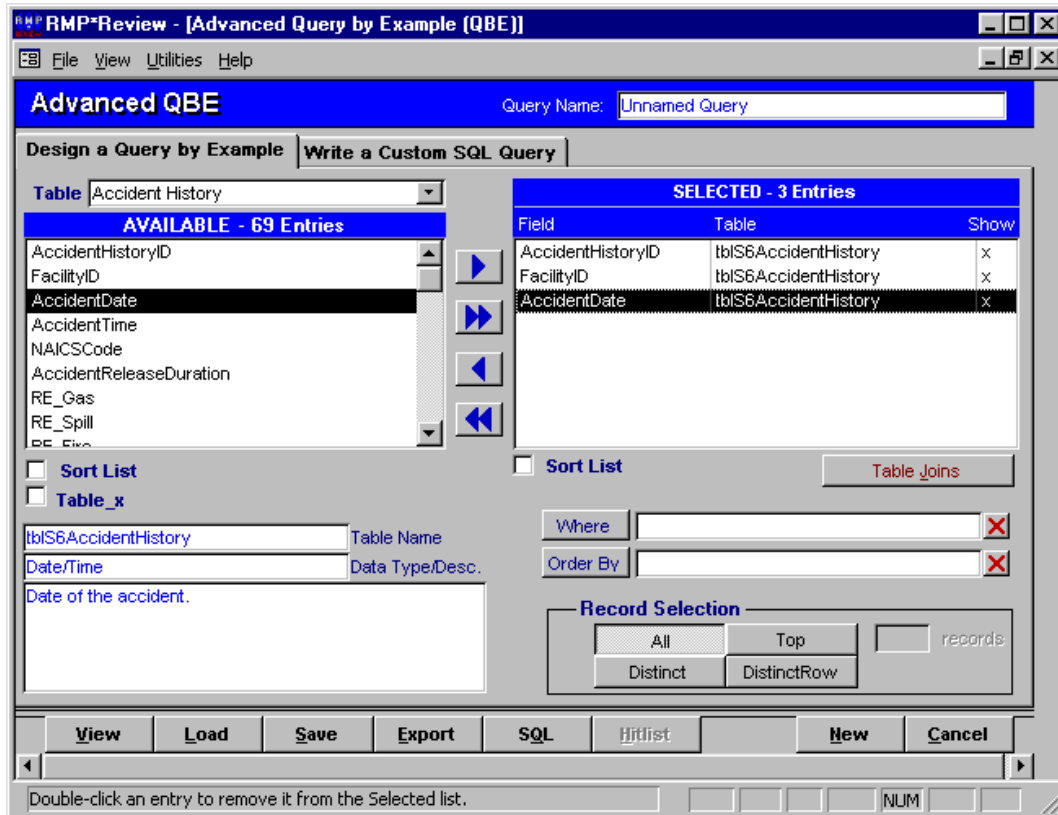 RMP*Review - [Advanced Query by Example (QBE)]
File View Utilities Help
Advanced QBE
Query Name: Unnamed Query
Design a Query by Example
Write a Custom SQL Query
Table Accident History
AVAILABLE - 69 Entries
AccidentHistoryID
FacilityID
AccidentDate
AccidentTime
NAICSCode
AccidentReleaseDuration
RE_Gas
RE_Spill
RE_Fire
Sort List
Table_x
tblS6AccidentHistory Table Name
Date/Time Data Type/Desc.
Date of the accident.
SELECTED - 3 Entries
Field Table Show
AccidentHistoryID tblS6AccidentHistory x
FacilityID tblS6AccidentHistory x
AccidentDate tblS6AccidentHistory x
Sort List
Table Joins
Where
Order By
Record Selection
All Top records
Distinct DistinctRow
View Load Save Export SQL Hitlist New Cancel
Double-click an entry to remove it from the Selected list.
NUM